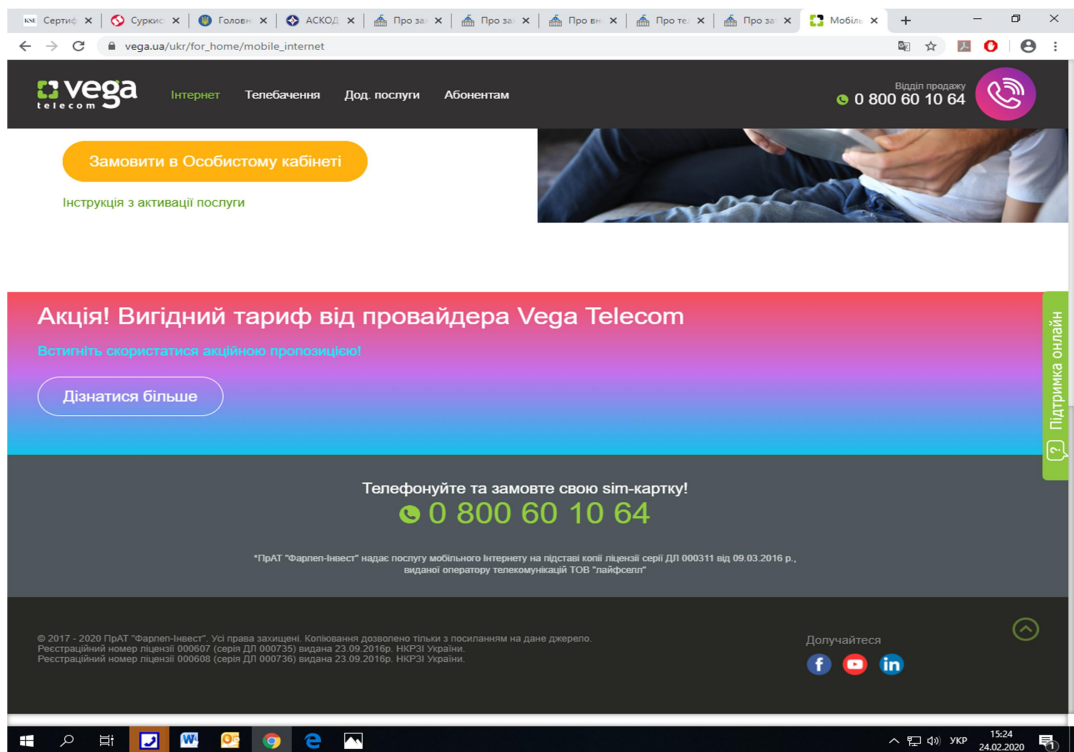 Сертиф
Суркис
Головн
АСКОД
Про за
Про за
Про вн
Про те
Про за
Мобіль
vega.ua/ukr/for_home/mobile_internet
vega
telecom
Інтернет
Телебачення
Дод. послуги
Абонентам
Відділ продажу
0 800 60 10 64
Замовити в Особистому кабінеті
Інструкція з активації послуги
Акція! Вигідний тариф від провайдера Vega Telecom
Встигніть скористатися акційною пропозицією!
Дізнатися більше
Підтримка онлайн
Телефонуйте та замовте свою sim-картку!
0 800 60 10 64
*ПрАТ "Фарлеп-Інвест" надає послугу мобільного Інтернету на підставі копії ліцензії серії ДЛ 000311 від 09.03.2016 р.,
виданої оператору телекомунікацій ТОВ "лайфселл"
© 2017 - 2020 ПрАТ "Фарлеп-Інвест". Усі права захищені. Копіювання дозволено тільки з посиланням на дане джерело.
Реєстраційний номер ліцензії 000607 (серія ДЛ 000735) видана 23.09.2016р. НКРЗІ України.
Реєстраційний номер ліцензії 000608 (серія ДЛ 000736) видана 23.09.2016р. НКРЗІ України.
Долучайтеся
УКР
15:24
24.02.2020